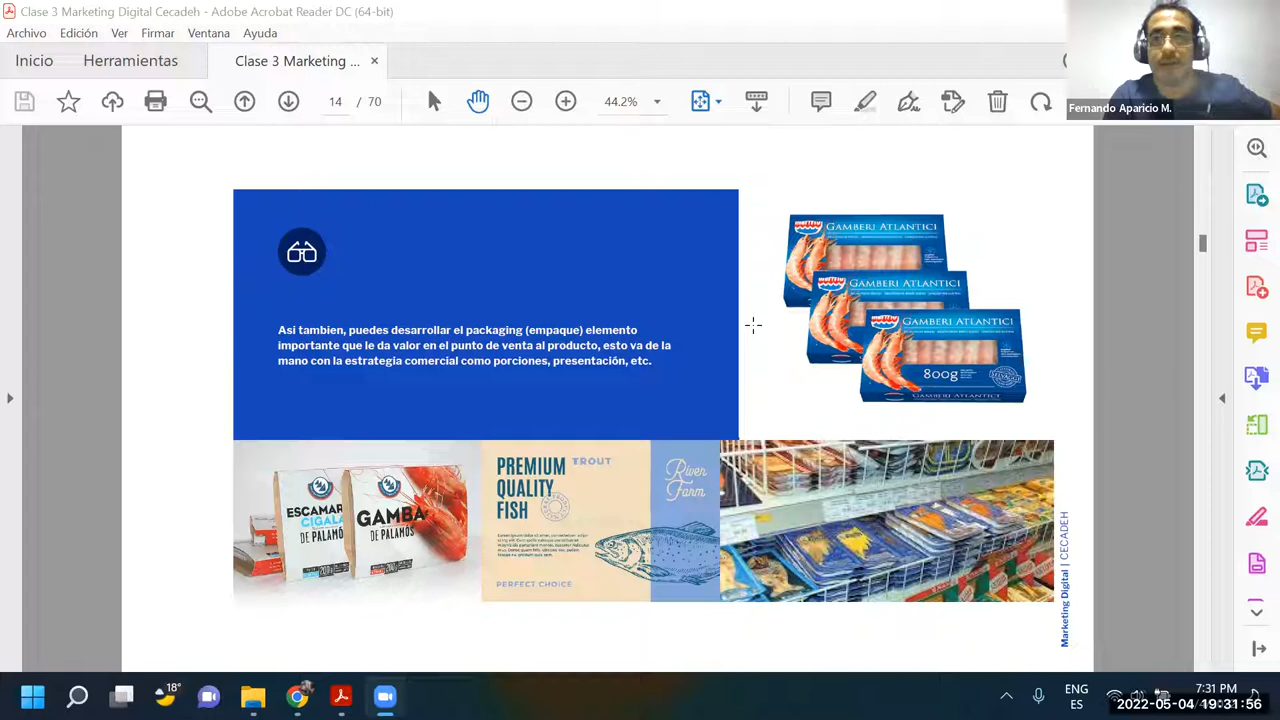 Clase 3 Marketing Digital Cecadeh - Adobe Acrobat Reader DC (64-bit)
Archivo Edición Ver Firmar Ventana Ayuda
Inicio Herramientas Clase 3 Marketing ... ×
14 / 70 44.2%
Fernando Aparicio M.
Asi tambien, puedes desarrollar el packaging (empaque) elemento
importante que le da valor en el punto de venta al producto, esto va de la
mano con la estrategia comercial como porciones, presentación, etc.
GAMBERI ATLANTICI
GAMBERI ATLANTICI
GAMBERI ATLANTICI
800g
GAMBERI ATLANTICI
ESCAMAR
CIGALA
DE PALAMÓ
200g
GAMBA
DE PALAMÓS
200g
PREMIUM
QUALITY
FISH
TROUT
River
Farm
PERFECT CHOICE
Marketing Digital | CECADEH
18°
ENG
ES
7:31 PM
2022-05-04 19:31:56